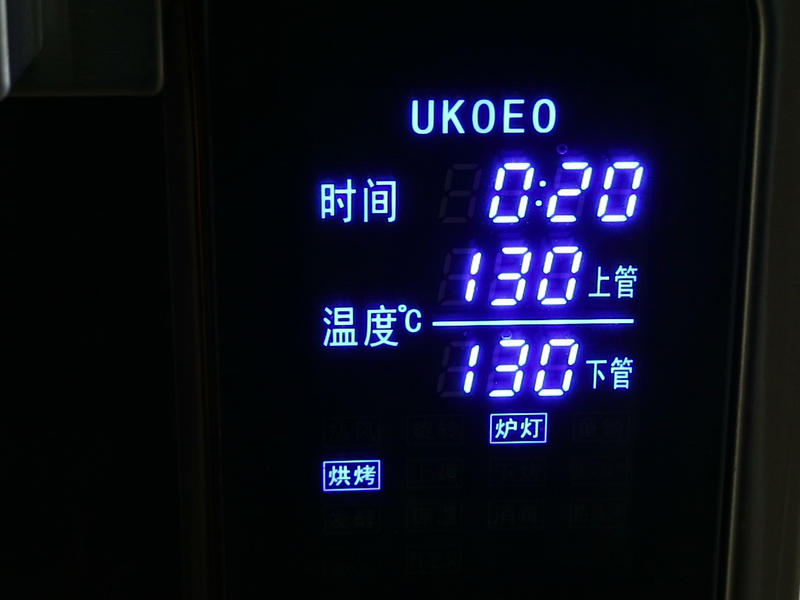 UKOEO
时间 0:20
130 上管
温度℃
130 下管
炉灯
烘烤